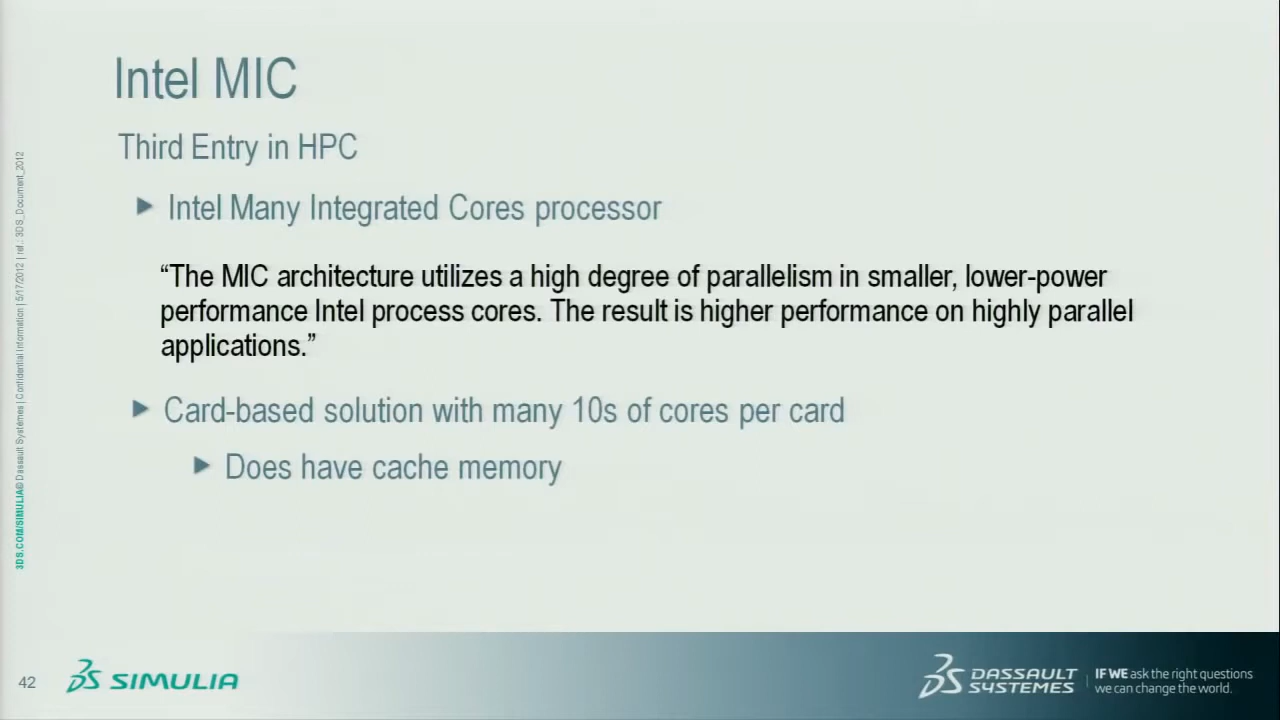 Intel MIC
Third Entry in HPC
Intel Many Integrated Cores processor
“The MIC architecture utilizes a high degree of parallelism in smaller, lower-power
performance Intel process cores. The result is higher performance on highly parallel
applications.”
Card-based solution with many 10s of cores per card
Does have cache memory
3DS.COM/SIMULIA © Dassault Systèmes | Confidential Information | 5/17/2012 | ref.: 3DS_Document_2012
42
SIMULIA
DASSAULT
SYSTEMES
IF WE ask the right questions
we can change the world.